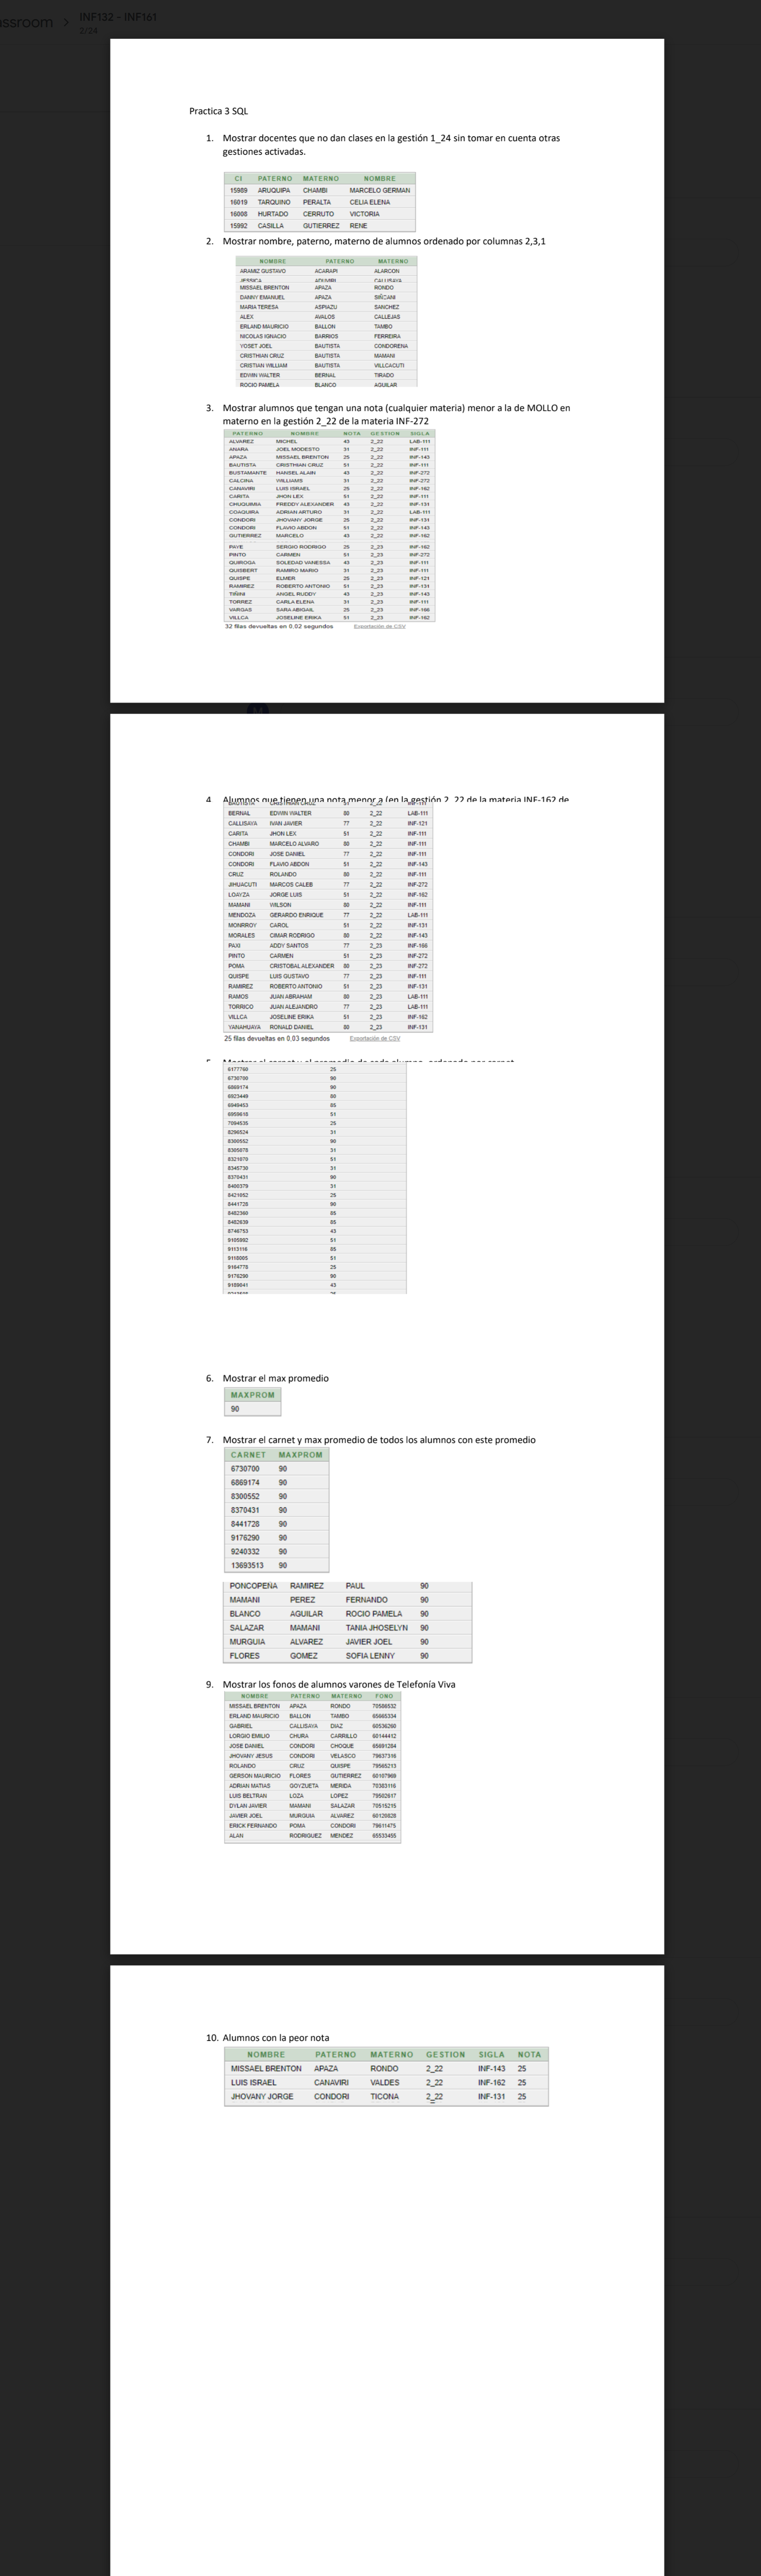 ssroom > INF132 - INF161
2/24
Practica 3 SQL
1. Mostrar docentes que no dan clases en la gestión 1_24 sin tomar en cuenta otras
gestiones activadas.
CI PATERNO MATERNO NOMBRE
15989 ARUQUIPA CHAMBI MARCELO GERMAN
16019 TARQUINO PERALTA CELIA ELENA
16008 HURTADO CERRUTO VICTORIA
15992 CASILLA GUTIERREZ RENE
2. Mostrar nombre, paterno, materno de alumnos ordenado por columnas 2,3,1
NOMBRE PATERNO MATERNO
ARAMIZ GUSTAVO ACARAPI ALARCON
JESSICA ADUVIRI CALLISAYA
MISSAEL BRENTON APAZA RONDO
DANNY EMANUEL APAZA SIÑCANI
MARIA TERESA ASPIAZU SANCHEZ
ALEX AVALOS CALLEJAS
ERLAND MAURICIO BALLON TAMBO
NICOLAS IGNACIO BARRIOS FERREIRA
YOSET JOEL BAUTISTA CONDORENA
CRISTHIAN CRUZ BAUTISTA MAMANI
CRISTIAN WILLIAM BAUTISTA VILLCACUTI
EDWIN WALTER BERNAL TIRADO
ROCIO PAMELA BLANCO AGUILAR
3. Mostrar alumnos que tengan una nota (cualquier materia) menor a la de MOLLO en
materno en la gestión 2_22 de la materia INF-272
PATERNO NOMBRE NOTA GESTION SIGLA
ALVAREZ MICHEL 43 2_22 LAB-111
ANARA JOEL MODESTO 31 2_22 INF-111
APAZA MISSAEL BRENTON 25 2_22 INF-143
BAUTISTA CRISTHIAN CRUZ 51 2_22 INF-111
BUSTAMANTE HANSEL ALAIN 43 2_22 INF-272
CALCINA WILLIAMS 31 2_22 INF-272
CANAVIRI LUIS ISRAEL 25 2_22 INF-162
CARITA JHON LEX 51 2_22 INF-111
CHUQUIMIA FREDDY ALEXANDER 43 2_22 INF-131
COAQUIRA ADRIAN ARTURO 31 2_22 LAB-111
CONDORI JHOVANY JORGE 25 2_22 INF-131
CONDORI FLAVIO ABDON 51 2_22 INF-143
GUTIERREZ MARCELO 43 2_22 INF-162
PAYE SERGIO RODRIGO 25 2_23 INF-162
PINTO CARMEN 51 2_23 INF-272
QUIROGA SOLEDAD VANESSA 43 2_23 INF-111
QUISBERT RAMIRO MARIO 31 2_23 INF-111
QUISPE ELMER 25 2_23 INF-121
RAMIREZ ROBERTO ANTONIO 51 2_23 INF-131
TIÑINI ANGEL RUDDY 43 2_23 INF-143
TORREZ CARLA ELENA 31 2_23 INF-111
VARGAS SARA ABIGAIL 25 2_23 INF-166
VILLCA JOSELINE ERIKA 51 2_23 INF-162
32 filas devueltas en 0.02 segundos Exportación de CSV
4. Alumnos que tienen una nota menor a (en la gestión 2_22 de la materia INF-162 de
BAUTISTA CRISTHIAN CRUZ 51 2_22 INF-111
BERNAL EDWIN WALTER 80 2_22 LAB-111
CALLISAYA IVAN JAVIER 77 2_22 INF-121
CARITA JHON LEX 51 2_22 INF-111
CHAMBI MARCELO ALVARO 80 2_22 INF-111
CONDORI JOSE DANIEL 77 2_22 INF-111
CONDORI FLAVIO ABDON 51 2_22 INF-143
CRUZ ROLANDO 80 2_22 INF-111
JIHUACUTI MARCOS CALEB 77 2_22 INF-272
LOAYZA JORGE LUIS 51 2_22 INF-162
MAMANI WILSON 80 2_22 INF-111
MENDOZA GERARDO ENRIQUE 77 2_22 LAB-111
MONRROY CAROL 51 2_22 INF-131
MORALES CIMAR RODRIGO 80 2_22 INF-143
PAXI ADDY SANTOS 77 2_23 INF-166
PINTO CARMEN 51 2_23 INF-272
POMA CRISTOBAL ALEXANDER 80 2_23 INF-272
QUISPE LUIS GUSTAVO 77 2_23 INF-111
RAMIREZ ROBERTO ANTONIO 51 2_23 INF-131
RAMOS JUAN ABRAHAM 80 2_23 LAB-111
TORRICO JUAN ALEJANDRO 77 2_23 LAB-111
VILLCA JOSELINE ERIKA 51 2_23 INF-162
YANAHUAYA RONALD DANIEL 80 2_23 INF-131
25 filas devueltas en 0.03 segundos Exportación de CSV
5. Mostrar el carnet y el promedio de cada alumno, ordenado por carnet
6177760 25
6730700 90
6869174 90
6923449 80
6949453 85
6959618 51
7094535 25
8296524 31
8300552 90
8305078 31
8321070 51
8345730 31
8370431 90
8400379 31
8421052 25
8441728 90
8482360 85
8482639 85
8746753 43
9105992 51
9113116 85
9118005 51
9164778 25
9176290 90
9189041 43
6. Mostrar el max promedio
MAXPROM
90
7. Mostrar el carnet y max promedio de todos los alumnos con este promedio
CARNET MAXPROM
6730700 90
6869174 90
8300552 90
8370431 90
8441728 90
9176290 90
9240332 90
13693513 90
PONCOPEÑA RAMIREZ PAUL 90
MAMANI PEREZ FERNANDO 90
BLANCO AGUILAR ROCIO PAMELA 90
SALAZAR MAMANI TANIA JHOSELYN 90
MURGUIA ALVAREZ JAVIER JOEL 90
FLORES GOMEZ SOFIA LENNY 90
9. Mostrar los fonos de alumnos varones de Telefonía Viva
NOMBRE PATERNO MATERNO FONO
MISSAEL BRENTON APAZA RONDO 70586532
ERLAND MAURICIO BALLON TAMBO 65665334
GABRIEL CALLISAYA DIAZ 60536260
LORGIO EMILIO CHURA CARRILLO 60144412
JOSE DANIEL CONDORI CHOQUE 65691284
JHOVANY JESUS CONDORI VELASCO 79637316
ROLANDO CRUZ QUISPE 79565213
GERSON MAURICIO FLORES GUTIERREZ 60107969
ADRIAN MATIAS GOYZUETA MERIDA 70383116
LUIS BELTRAN LOZA LOPEZ 79502617
DYLAN JAVIER MAMANI SALAZAR 70515215
JAVIER JOEL MURGUIA ALVAREZ 60120828
ERICK FERNANDO POMA CONDORI 79611475
ALAN RODRIGUEZ MENDEZ 65533455
10. Alumnos con la peor nota
NOMBRE PATERNO MATERNO GESTION SIGLA NOTA
MISSAEL BRENTON APAZA RONDO 2_22 INF-143 25
LUIS ISRAEL CANAVIRI VALDES 2_22 INF-162 25
JHOVANY JORGE CONDORI TICONA 2_22 INF-131 25